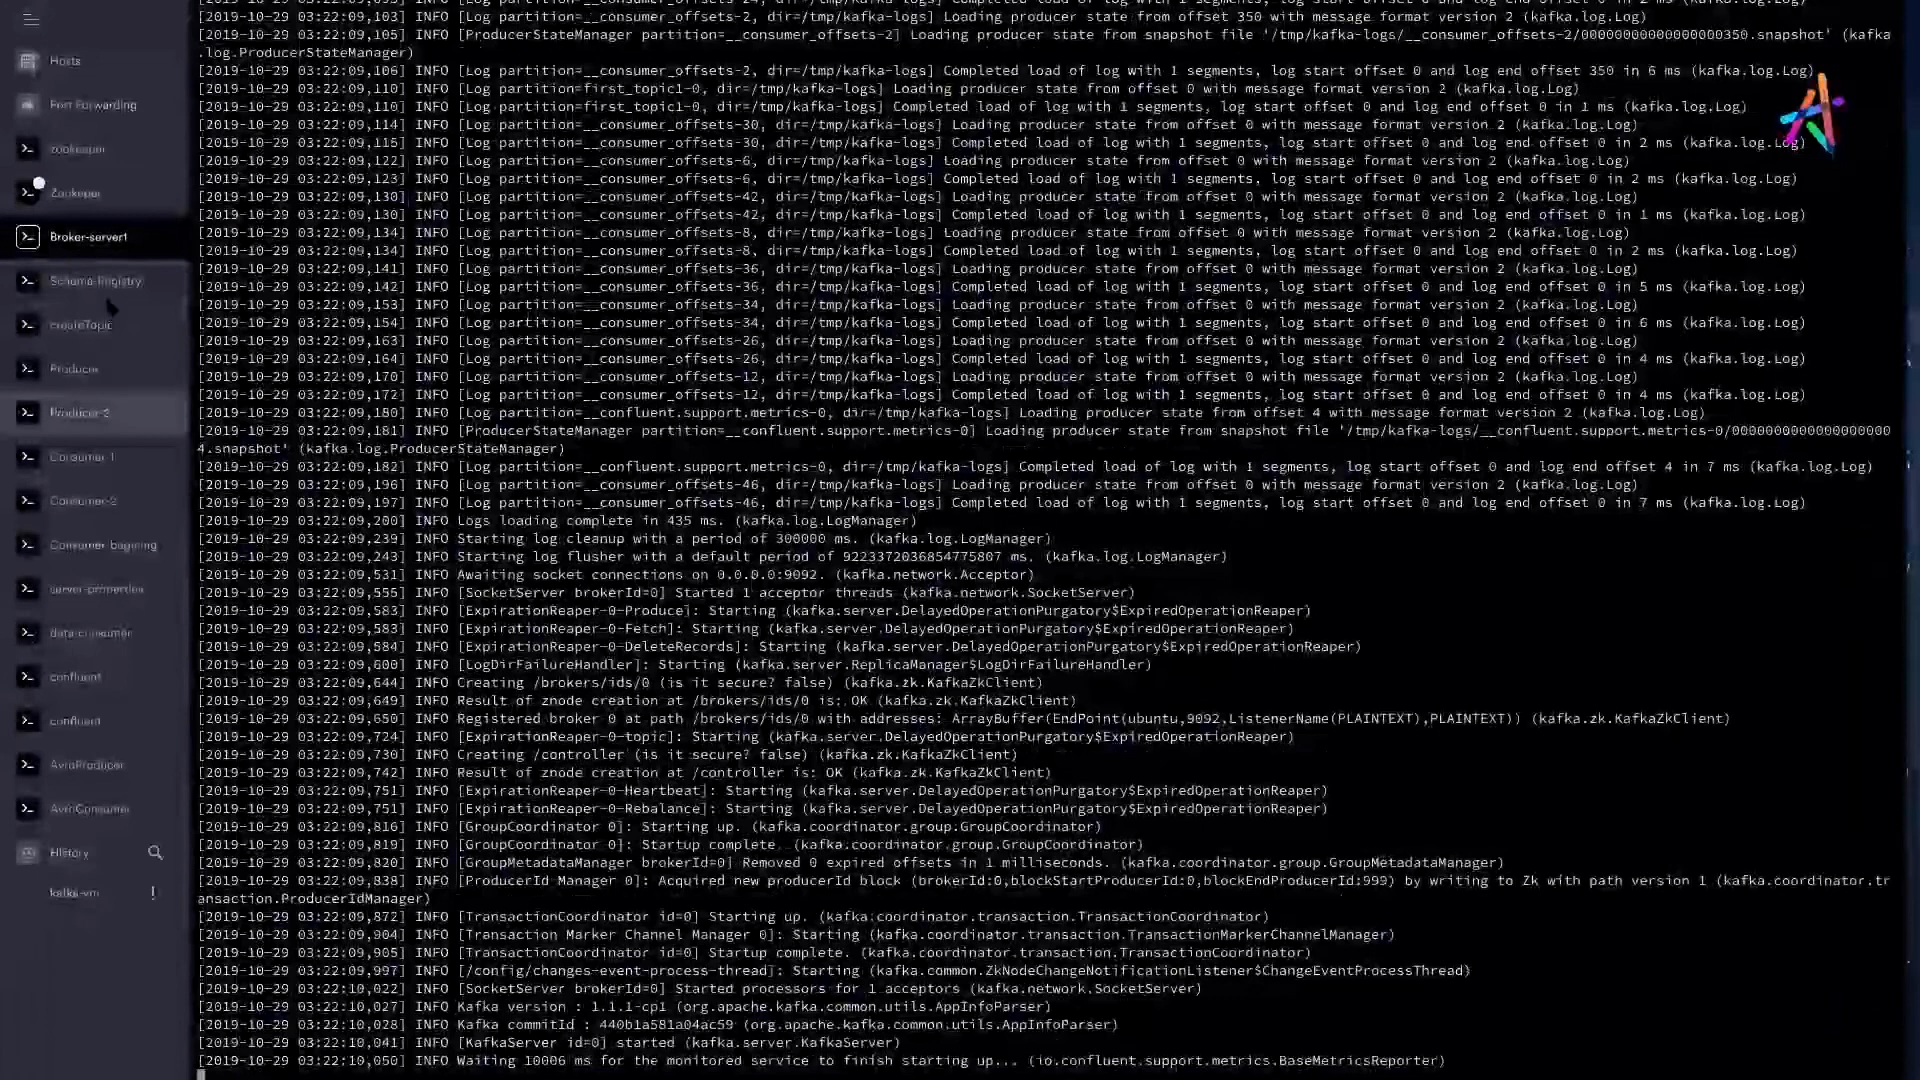 [2019-10-29 03:22:09,103] INFO [Log partition=__consumer_offsets-2, dir=/tmp/kafka-logs] Loading producer state from offset 350 with message format version 2 (kafka.log.Log)
[2019-10-29 03:22:09,105] INFO [ProducerStateManager partition=__consumer_offsets-2] Loading producer state from snapshot file '/tmp/kafka-logs/__consumer_offsets-2/00000000000000000350.snapshot' (kafka
.log.ProducerStateManager)
[2019-10-29 03:22:09,106] INFO [Log partition=__consumer_offsets-2, dir=/tmp/kafka-logs] Completed load of log with 1 segments, log start offset 0 and log end offset 350 in 6 ms (kafka.log.Log)
[2019-10-29 03:22:09,110] INFO [Log partition=first_topic1-0, dir=/tmp/kafka-logs] Loading producer state from offset 0 with message format version 2 (kafka.log.Log)
[2019-10-29 03:22:09,110] INFO [Log partition=first_topic1-0, dir=/tmp/kafka-logs] Completed load of log with 1 segments, log start offset 0 and log end offset 0 in 1 ms (kafka.log.Log)
[2019-10-29 03:22:09,114] INFO [Log partition=__consumer_offsets-30, dir=/tmp/kafka-logs] Loading producer state from offset 0 with message format version 2 (kafka.log.Log)
[2019-10-29 03:22:09,115] INFO [Log partition=__consumer_offsets-30, dir=/tmp/kafka-logs] Completed load of log with 1 segments, log start offset 0 and log end offset 0 in 2 ms (kafka.log.Log)
[2019-10-29 03:22:09,122] INFO [Log partition=__consumer_offsets-6, dir=/tmp/kafka-logs] Loading producer state from offset 0 with message format version 2 (kafka.log.Log)
[2019-10-29 03:22:09,123] INFO [Log partition=__consumer_offsets-6, dir=/tmp/kafka-logs] Completed load of log with 1 segments, log start offset 0 and log end offset 0 in 2 ms (kafka.log.Log)
[2019-10-29 03:22:09,130] INFO [Log partition=__consumer_offsets-42, dir=/tmp/kafka-logs] Loading producer state from offset 0 with message format version 2 (kafka.log.Log)
[2019-10-29 03:22:09,130] INFO [Log partition=__consumer_offsets-42, dir=/tmp/kafka-logs] Completed load of log with 1 segments, log start offset 0 and log end offset 0 in 1 ms (kafka.log.Log)
[2019-10-29 03:22:09,134] INFO [Log partition=__consumer_offsets-8, dir=/tmp/kafka-logs] Loading producer state from offset 0 with message format version 2 (kafka.log.Log)
[2019-10-29 03:22:09,134] INFO [Log partition=__consumer_offsets-8, dir=/tmp/kafka-logs] Completed load of log with 1 segments, log start offset 0 and log end offset 0 in 2 ms (kafka.log.Log)
[2019-10-29 03:22:09,141] INFO [Log partition=__consumer_offsets-36, dir=/tmp/kafka-logs] Loading producer state from offset 0 with message format version 2 (kafka.log.Log)
[2019-10-29 03:22:09,142] INFO [Log partition=__consumer_offsets-36, dir=/tmp/kafka-logs] Completed load of log with 1 segments, log start offset 0 and log end offset 0 in 5 ms (kafka.log.Log)
[2019-10-29 03:22:09,153] INFO [Log partition=__consumer_offsets-34, dir=/tmp/kafka-logs] Loading producer state from offset 0 with message format version 2 (kafka.log.Log)
[2019-10-29 03:22:09,154] INFO [Log partition=__consumer_offsets-34, dir=/tmp/kafka-logs] Completed load of log with 1 segments, log start offset 0 and log end offset 0 in 6 ms (kafka.log.Log)
[2019-10-29 03:22:09,163] INFO [Log partition=__consumer_offsets-26, dir=/tmp/kafka-logs] Loading producer state from offset 0 with message format version 2 (kafka.log.Log)
[2019-10-29 03:22:09,164] INFO [Log partition=__consumer_offsets-26, dir=/tmp/kafka-logs] Completed load of log with 1 segments, log start offset 0 and log end offset 0 in 4 ms (kafka.log.Log)
[2019-10-29 03:22:09,170] INFO [Log partition=__consumer_offsets-12, dir=/tmp/kafka-logs] Loading producer state from offset 0 with message format version 2 (kafka.log.Log)
[2019-10-29 03:22:09,172] INFO [Log partition=__consumer_offsets-12, dir=/tmp/kafka-logs] Completed load of log with 1 segments, log start offset 0 and log end offset 0 in 4 ms (kafka.log.Log)
[2019-10-29 03:22:09,180] INFO [Log partition=__confluent.support.metrics-0, dir=/tmp/kafka-logs] Loading producer state from offset 4 with message format version 2 (kafka.log.Log)
[2019-10-29 03:22:09,181] INFO [ProducerStateManager partition=__confluent.support.metrics-0] Loading producer state from snapshot file '/tmp/kafka-logs/__confluent.support.metrics-0/0000000000000000000
4.snapshot' (kafka.log.ProducerStateManager)
[2019-10-29 03:22:09,182] INFO [Log partition=__confluent.support.metrics-0, dir=/tmp/kafka-logs] Completed load of log with 1 segments, log start offset 0 and log end offset 4 in 7 ms (kafka.log.Log)
[2019-10-29 03:22:09,196] INFO [Log partition=__consumer_offsets-46, dir=/tmp/kafka-logs] Loading producer state from offset 0 with message format version 2 (kafka.log.Log)
[2019-10-29 03:22:09,197] INFO [Log partition=__consumer_offsets-46, dir=/tmp/kafka-logs] Completed load of log with 1 segments, log start offset 0 and log end offset 0 in 7 ms (kafka.log.Log)
[2019-10-29 03:22:09,200] INFO Logs loading complete in 435 ms. (kafka.log.LogManager)
[2019-10-29 03:22:09,239] INFO Starting log cleanup with a period of 300000 ms. (kafka.log.LogManager)
[2019-10-29 03:22:09,243] INFO Starting log flusher with a default period of 9223372036854775807 ms. (kafka.log.LogManager)
[2019-10-29 03:22:09,531] INFO Awaiting socket connections on 0.0.0.0:9092. (kafka.network.Acceptor)
[2019-10-29 03:22:09,555] INFO [SocketServer brokerId=0] Started 1 acceptor threads (kafka.network.SocketServer)
[2019-10-29 03:22:09,583] INFO [ExpirationReaper-0-Produce]: Starting (kafka.server.DelayedOperationPurgatory$ExpiredOperationReaper)
[2019-10-29 03:22:09,583] INFO [ExpirationReaper-0-Fetch]: Starting (kafka.server.DelayedOperationPurgatory$ExpiredOperationReaper)
[2019-10-29 03:22:09,584] INFO [ExpirationReaper-0-DeleteRecords]: Starting (kafka.server.DelayedOperationPurgatory$ExpiredOperationReaper)
[2019-10-29 03:22:09,600] INFO [LogDirFailureHandler]: Starting (kafka.server.ReplicaManager$LogDirFailureHandler)
[2019-10-29 03:22:09,644] INFO Creating /brokers/ids/0 (is it secure? false) (kafka.zk.KafkaZkClient)
[2019-10-29 03:22:09,649] INFO Result of znode creation at /brokers/ids/0 is: OK (kafka.zk.KafkaZkClient)
[2019-10-29 03:22:09,650] INFO Registered broker 0 at path /brokers/ids/0 with addresses: ArrayBuffer(EndPoint(ubuntu,9092,ListenerName(PLAINTEXT),PLAINTEXT)) (kafka.zk.KafkaZkClient)
[2019-10-29 03:22:09,724] INFO [ExpirationReaper-0-topic]: Starting (kafka.server.DelayedOperationPurgatory$ExpiredOperationReaper)
[2019-10-29 03:22:09,730] INFO Creating /controller (is it secure? false) (kafka.zk.KafkaZkClient)
[2019-10-29 03:22:09,742] INFO Result of znode creation at /controller is: OK (kafka.zk.KafkaZkClient)
[2019-10-29 03:22:09,751] INFO [ExpirationReaper-0-Heartbeat]: Starting (kafka.server.DelayedOperationPurgatory$ExpiredOperationReaper)
[2019-10-29 03:22:09,751] INFO [ExpirationReaper-0-Rebalance]: Starting (kafka.server.DelayedOperationPurgatory$ExpiredOperationReaper)
[2019-10-29 03:22:09,816] INFO [GroupCoordinator 0]: Starting up. (kafka.coordinator.group.GroupCoordinator)
[2019-10-29 03:22:09,819] INFO [GroupCoordinator 0]: Startup complete. (kafka.coordinator.group.GroupCoordinator)
[2019-10-29 03:22:09,820] INFO [GroupMetadataManager brokerId=0] Removed 0 expired offsets in 1 milliseconds. (kafka.coordinator.group.GroupMetadataManager)
[2019-10-29 03:22:09,838] INFO [ProducerId Manager 0]: Acquired new producerId block (brokerId:0,blockStartProducerId:0,blockEndProducerId:999) by writing to Zk with path version 1 (kafka.coordinator.tr
ansaction.ProducerIdManager)
[2019-10-29 03:22:09,872] INFO [TransactionCoordinator id=0] Starting up. (kafka.coordinator.transaction.TransactionCoordinator)
[2019-10-29 03:22:09,904] INFO [Transaction Marker Channel Manager 0]: Starting (kafka.coordinator.transaction.TransactionMarkerChannelManager)
[2019-10-29 03:22:09,905] INFO [TransactionCoordinator id=0] Startup complete. (kafka.coordinator.transaction.TransactionCoordinator)
[2019-10-29 03:22:09,997] INFO [/config/changes-event-process-thread]: Starting (kafka.common.ZkNodeChangeNotificationListener$ChangeEventProcessThread)
[2019-10-29 03:22:10,022] INFO [SocketServer brokerId=0] Started processors for 1 acceptors (kafka.network.SocketServer)
[2019-10-29 03:22:10,027] INFO Kafka version : 1.1.1-cp1 (org.apache.kafka.common.utils.AppInfoParser)
[2019-10-29 03:22:10,028] INFO Kafka commitId : 440b1a581a04ac59 (org.apache.kafka.common.utils.AppInfoParser)
[2019-10-29 03:22:10,041] INFO [KafkaServer id=0] started (kafka.server.KafkaServer)
[2019-10-29 03:22:10,050] INFO Waiting 10006 ms for the monitored service to finish starting up... (io.confluent.support.metrics.BaseMetricsReporter)
Hosts
Port Forwarding
zookeeper
Zookeper
Broker-server1
Schema-Registry
createTopic
Producer
Producer-2
Consumer-1
Consumer-2
Consumer-begining
server-properties
data-consumer
confluent
confluent
AvroProducer
AvroConsumer
History
kafka-vm